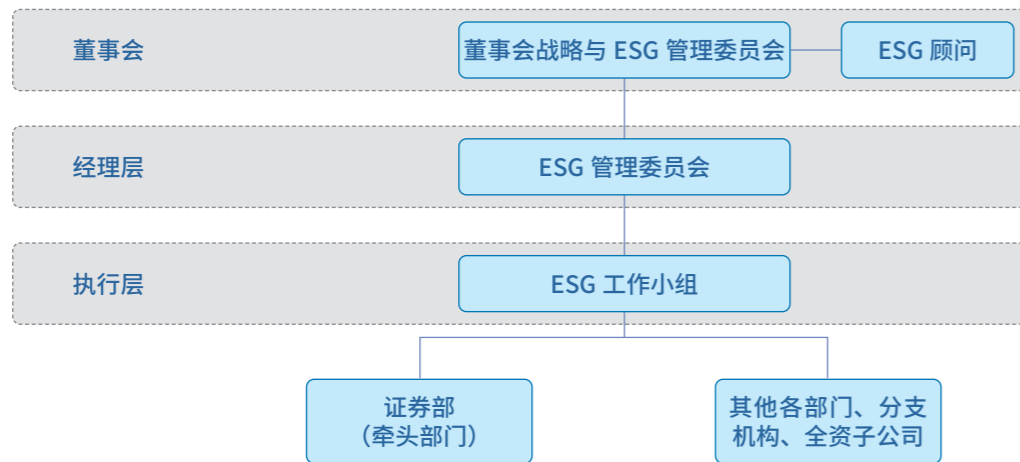 董事会
董事会战略与 ESG 管理委员会
ESG 顾问
经理层
ESG 管理委员会
执行层
ESG 工作小组
证券部
（牵头部门）
其他各部门、分支
机构、全资子公司